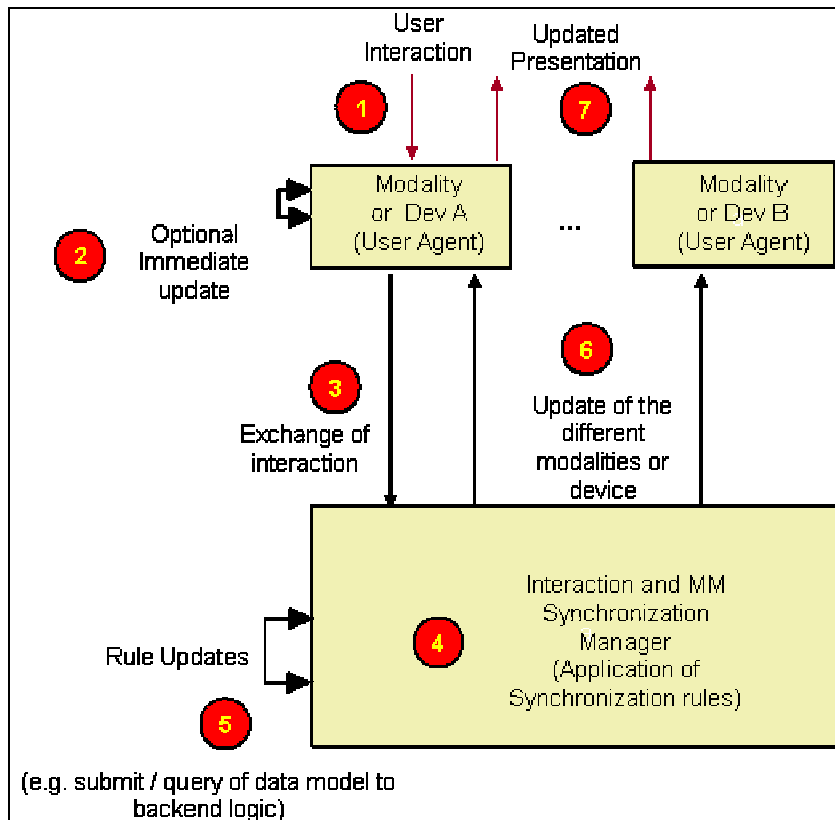 User
Interaction
Updated
Presentation
1
7
Modality
or Dev A
(User Agent)
...
Modality
or Dev B
(User Agent)
2
Optional
Immediate
update
3
Exchange of
interaction
6
Update of the
different
modalities or
device
Interaction and MM
Synchronization
Manager
(Application of
Synchronization rules)
4
Rule Updates
5
(e.g. submit / query of data model to
backend logic)